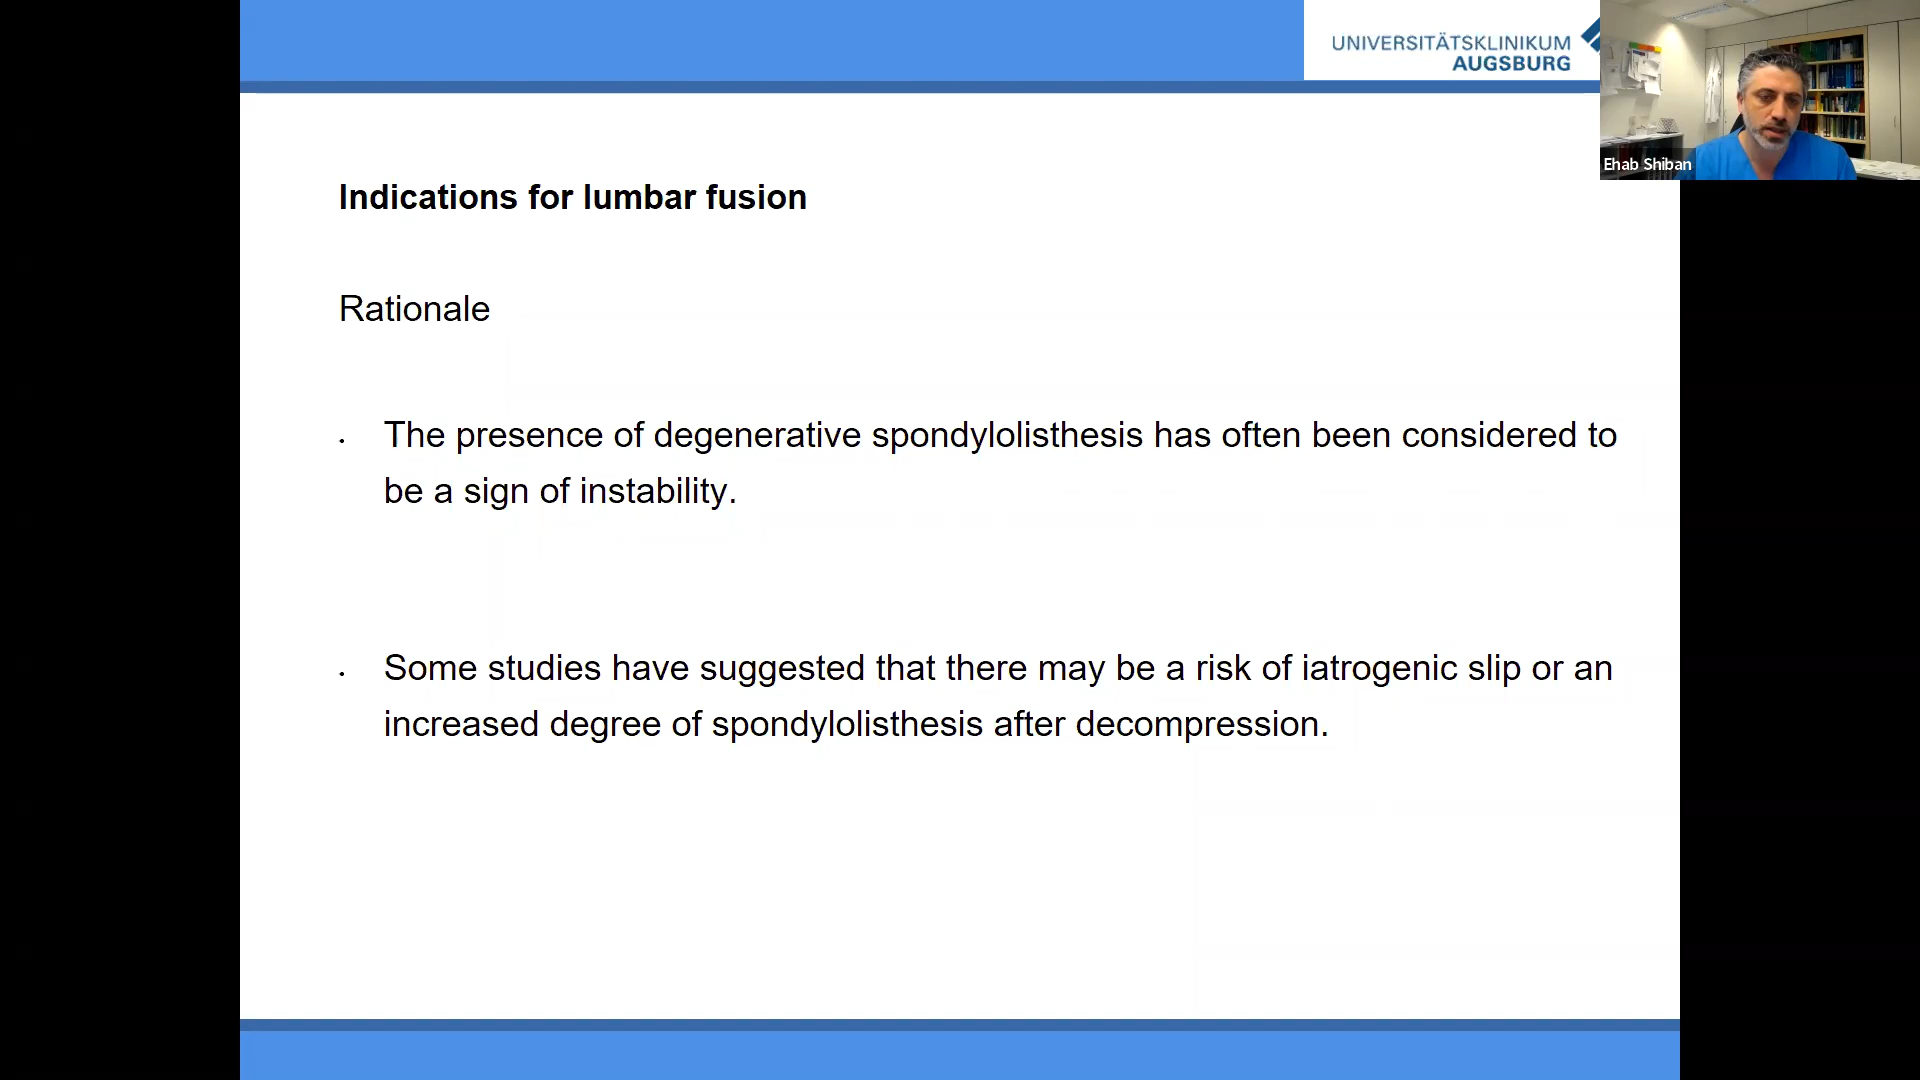 UNIVERSITÄTSKLINIKUM
AUGSBURG
Ehab Shiban
Indications for lumbar fusion
Rationale
• The presence of degenerative spondylolisthesis has often been considered to
be a sign of instability.
• Some studies have suggested that there may be a risk of iatrogenic slip or an
increased degree of spondylolisthesis after decompression.